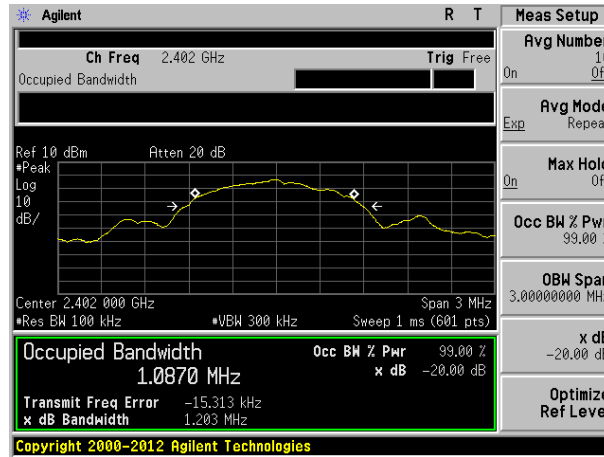 Agilent R T Meas Setup
Ch Freq 2.402 GHz Trig Free
Occupied Bandwidth
Avg Number
On Off
Avg Mode
Exp Repeat
Ref 10 dBm Atten 20 dB
#Peak
Log
10
dB/
Max Hold
On Off
Occ BW % Pwr
99.00 %
OBW Span
3.00000000 MHz
Center 2.402 000 GHz Span 3 MHz
#Res BW 100 kHz #VBW 300 kHz Sweep 1 ms (601 pts)
x dB
-20.00 dB
Occupied Bandwidth Occ BW % Pwr 99.00 %
1.0870 MHz x dB -20.00 dB
Transmit Freq Error -15.313 kHz
x dB Bandwidth 1.203 MHz
Optimize
Ref Level
Copyright 2000-2012 Agilent Technologies